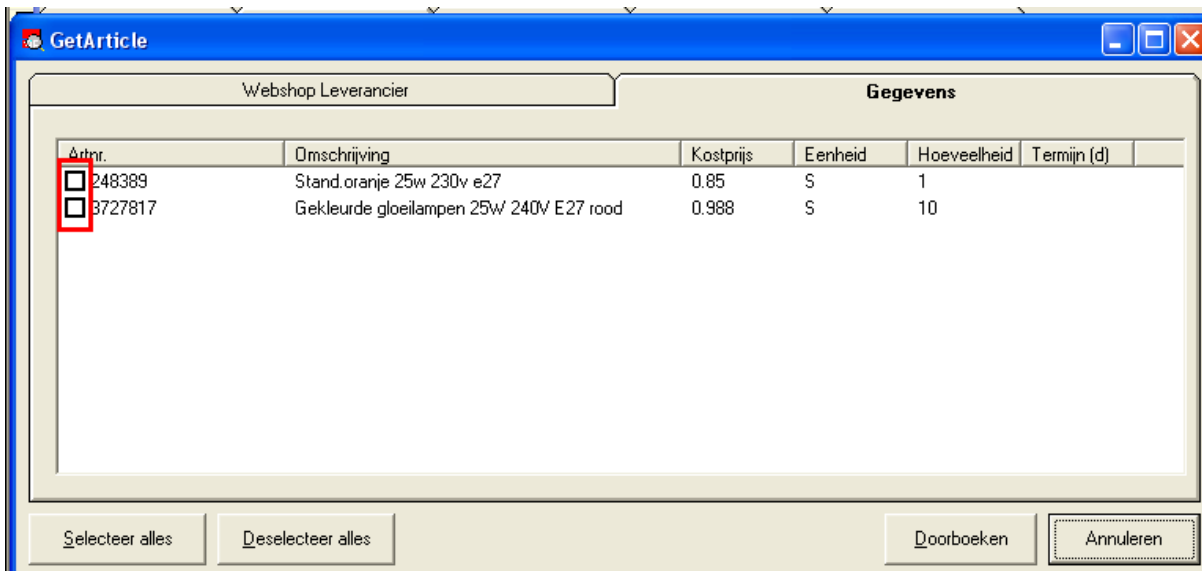 GetArticle
Webshop Leverancier Gegevens
Artnr. Omschrijving Kostprijs Eenheid Hoeveelheid Termijn (d)
248389 Stand.oranje 25w 230v e27 0.85 S 1
3727817 Gekleurde gloeilampen 25W 240V E27 rood 0.988 S 10
Selecteer alles Deselecteer alles Doorboeken Annuleren